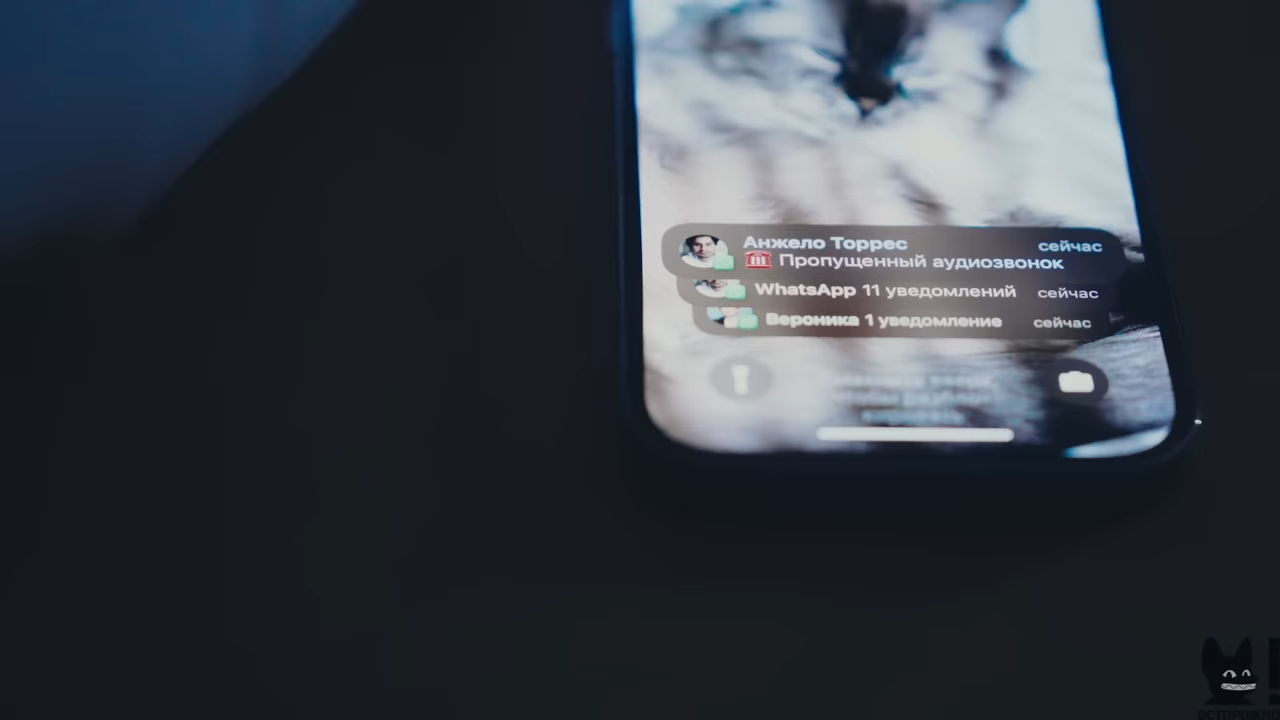 Анжело Торрес
сейчас
☎️ Пропущенный аудиозвонок
WhatsApp 11 уведомлений
сейчас
Вероника 1 уведомление
сейчас